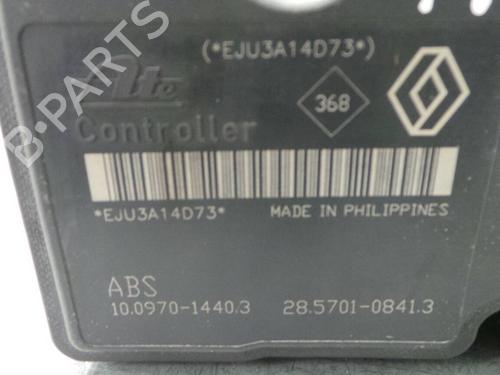 (*EJU3A14D73*)
Ate
368
Controller
*EJU3A14D73*
MADE IN PHILIPPINES
ABS
10.0970-1440.3
28.5701-0841.3
B-PARTS